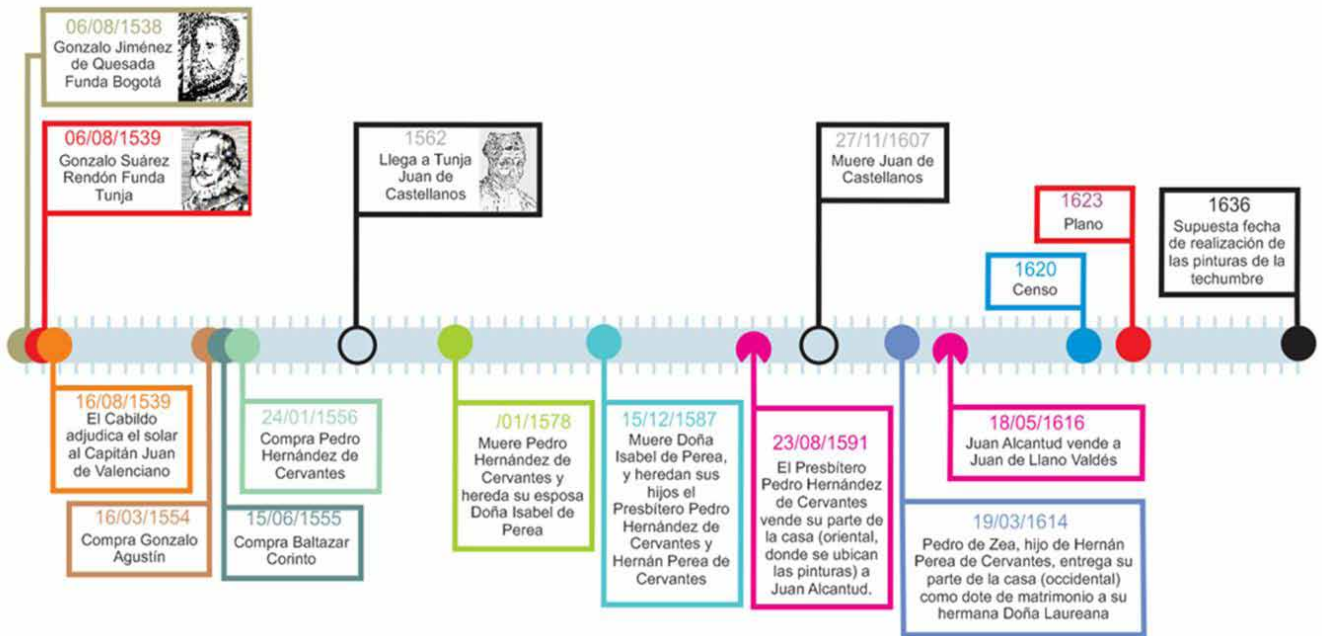 06/08/1538
Gonzalo Jiménez
de Quesada
Funda Bogotá
06/08/1539
Gonzalo Suárez
Rendón Funda
Tunja
1562
Llega a Tunja
Juan de
Castellanos
27/11/1607
Muere Juan de
Castellanos
1623
Plano
1620
Censo
1636
Supuesta fecha
de realización de
las pinturas de la
techumbre
16/08/1539
El Cabildo
adjudica el solar
al Capitán Juan
de Valenciano
16/03/1554
Compra Gonzalo
Agustín
24/01/1556
Compra Pedro
Hernández de
Cervantes
15/06/1555
Compra Baltazar
Corinto
/01/1578
Muere Pedro
Hernández de
Cervantes y
hereda su esposa
Doña Isabel de
Perea
15/12/1587
Muere Doña
Isabel de Perea,
y heredan sus
hijos el
Presbítero Pedro
Hernández de
Cervantes y
Hernán Perea de
Cervantes
23/08/1591
El Presbítero
Pedro Hernández
de Cervantes
vende su parte de
la casa (oriental,
donde se ubican
las pinturas) a
Juan Alcantud.
19/03/1614
Pedro de Zea, hijo de Hernán
Perea de Cervantes, entrega su
parte de la casa (occidental)
como dote de matrimonio a su
hermana Doña Laureana
18/05/1616
Juan Alcantud vende a
Juan de Llano Valdés